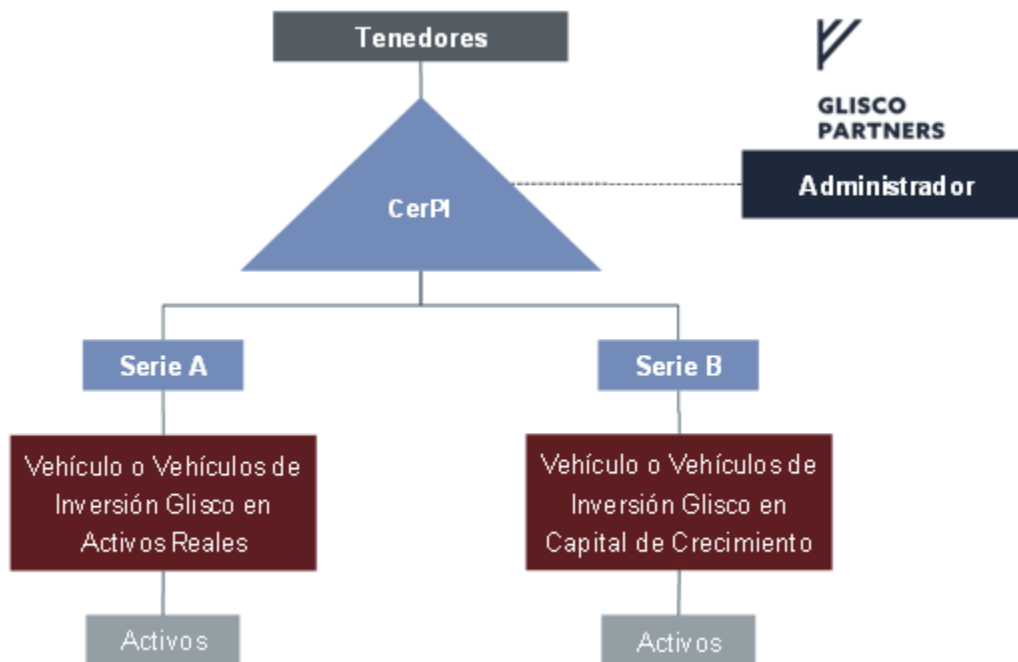 Tenedores
GLISCO
PARTNERS
Administrador
CerPI
Serie A
Serie B
Vehículo o Vehículos de
Inversión Glisco en
Activos Reales
Vehículo o Vehículos de
Inversión Glisco en
Capital de Crecimiento
Activos
Activos